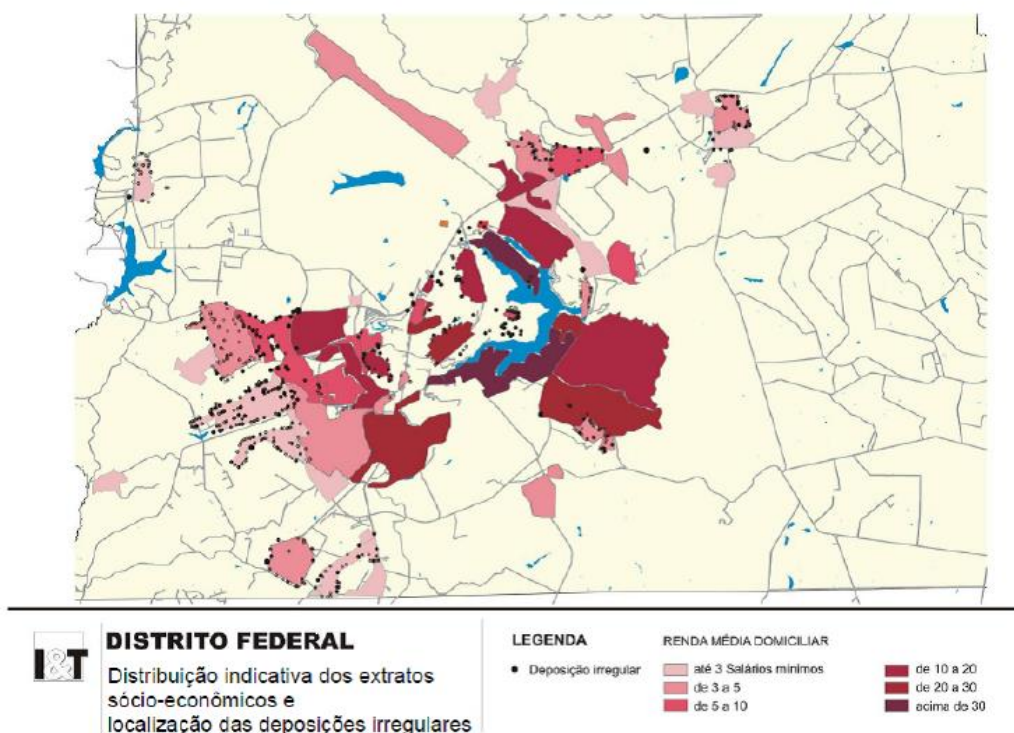 I&T
DISTRITO FEDERAL
Distribuição indicativa dos extratos
sócio-econômicos e
localização das deposições irregulares
LEGENDA
Deposição irregular
RENDA MÉDIA DOMICILIAR
até 3 Salários mínimos
de 3 a 5
de 5 a 10
de 10 a 20
de 20 a 30
acima de 30